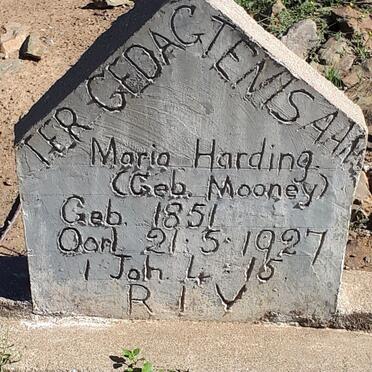 TER GEDAGTENIS AAN
Maria Harding
(Geb. Mooney)
Geb. 1851
Oorl. 21.5.1927
1 Joh 4 : 15
R I V